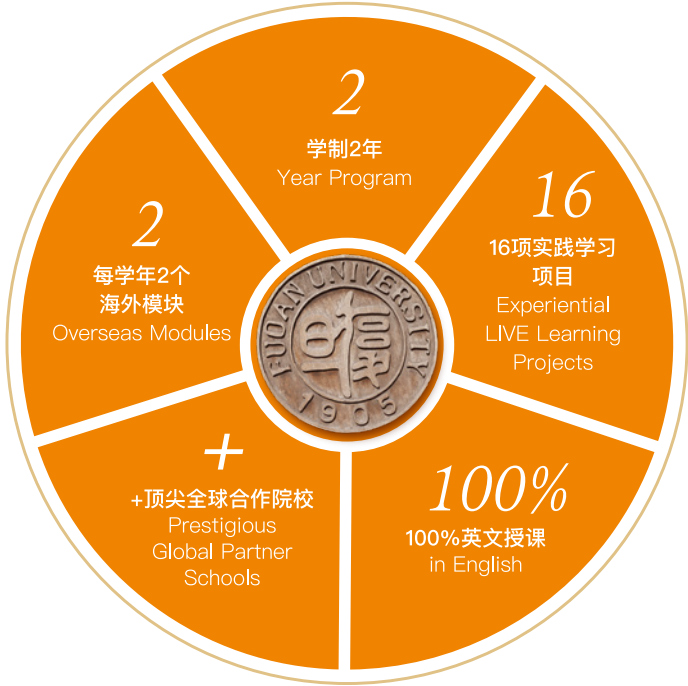 2
学制2年
Year Program
16
16项实践学习
项目
Experiential
LIVE Learning
Projects
100%
100%英文授课
in English
+
+顶尖全球合作院校
Prestigious
Global Partner
Schools
2
每学年2个
海外模块
Overseas Modules
FUDAN UNIVERSITY
復旦
1905